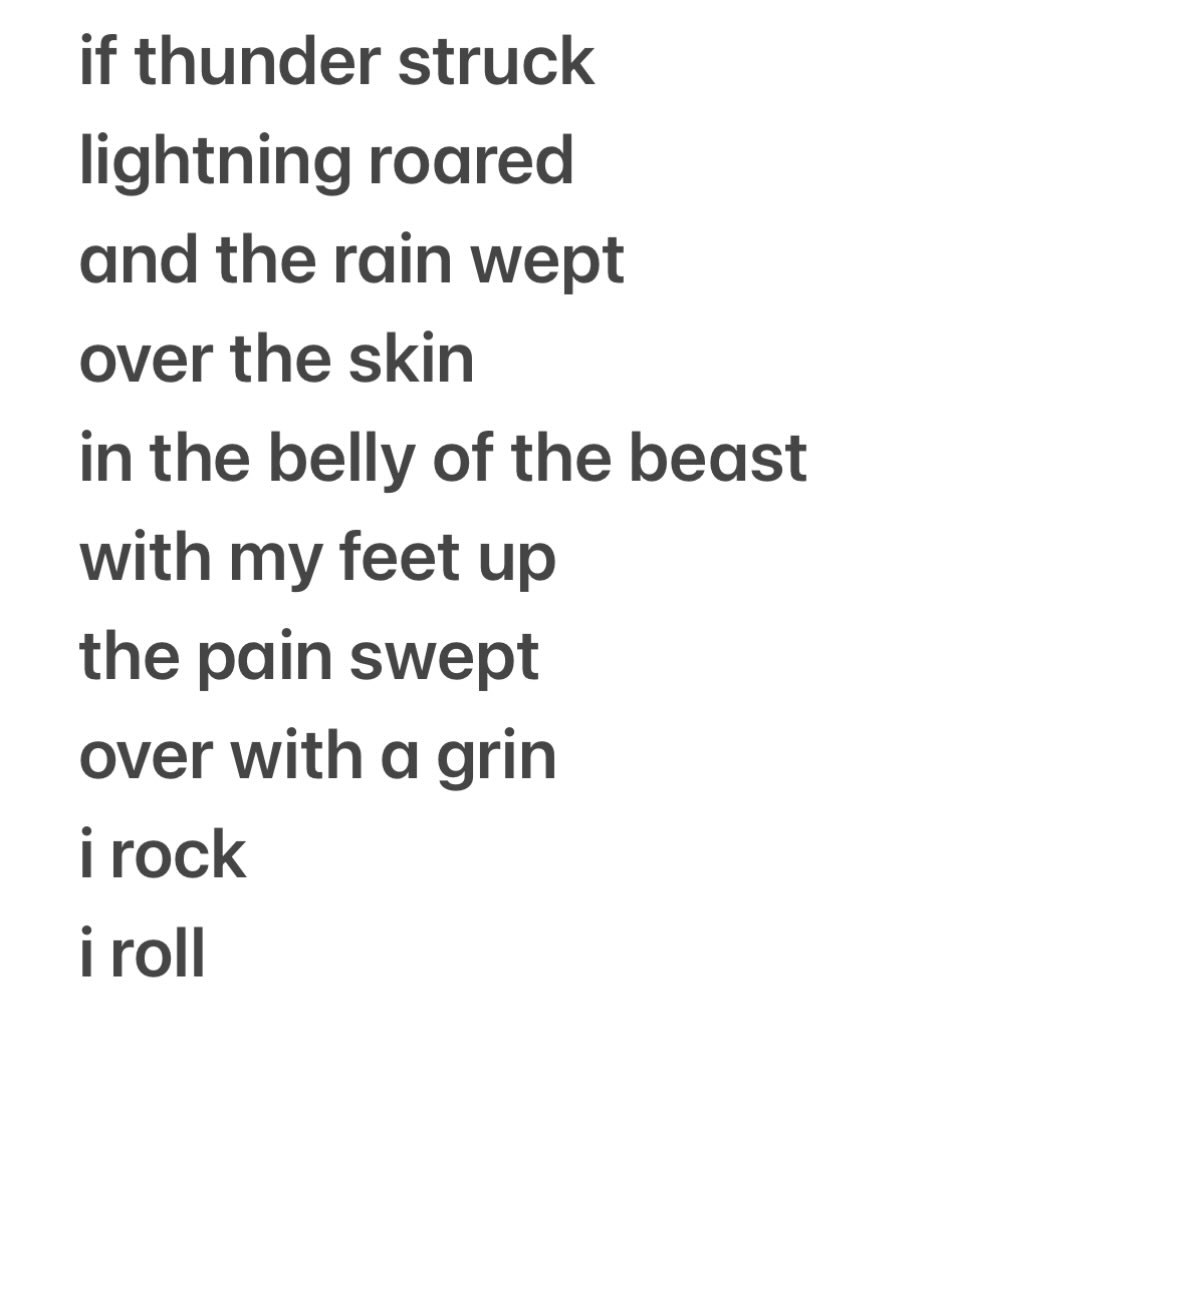 if thunder struck
lightning roared
and the rain wept
over the skin
in the belly of the beast
with my feet up
the pain swept
over with a grin
i rock
i roll